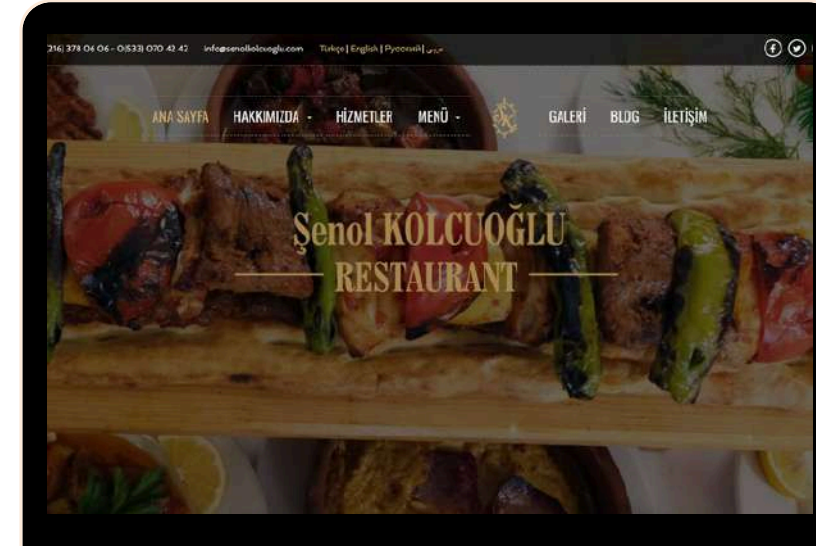 (216) 378 06 06 - 0(533) 070 42 42 info@senolkolcuoglu.com Türkçe | English | Русский |
ANA SAYFA HAKKIMIZDA HİZMETLER MENÜ GALERİ BLOG İLETİŞİM
Şenol KOLCUOĞLU
RESTAURANT